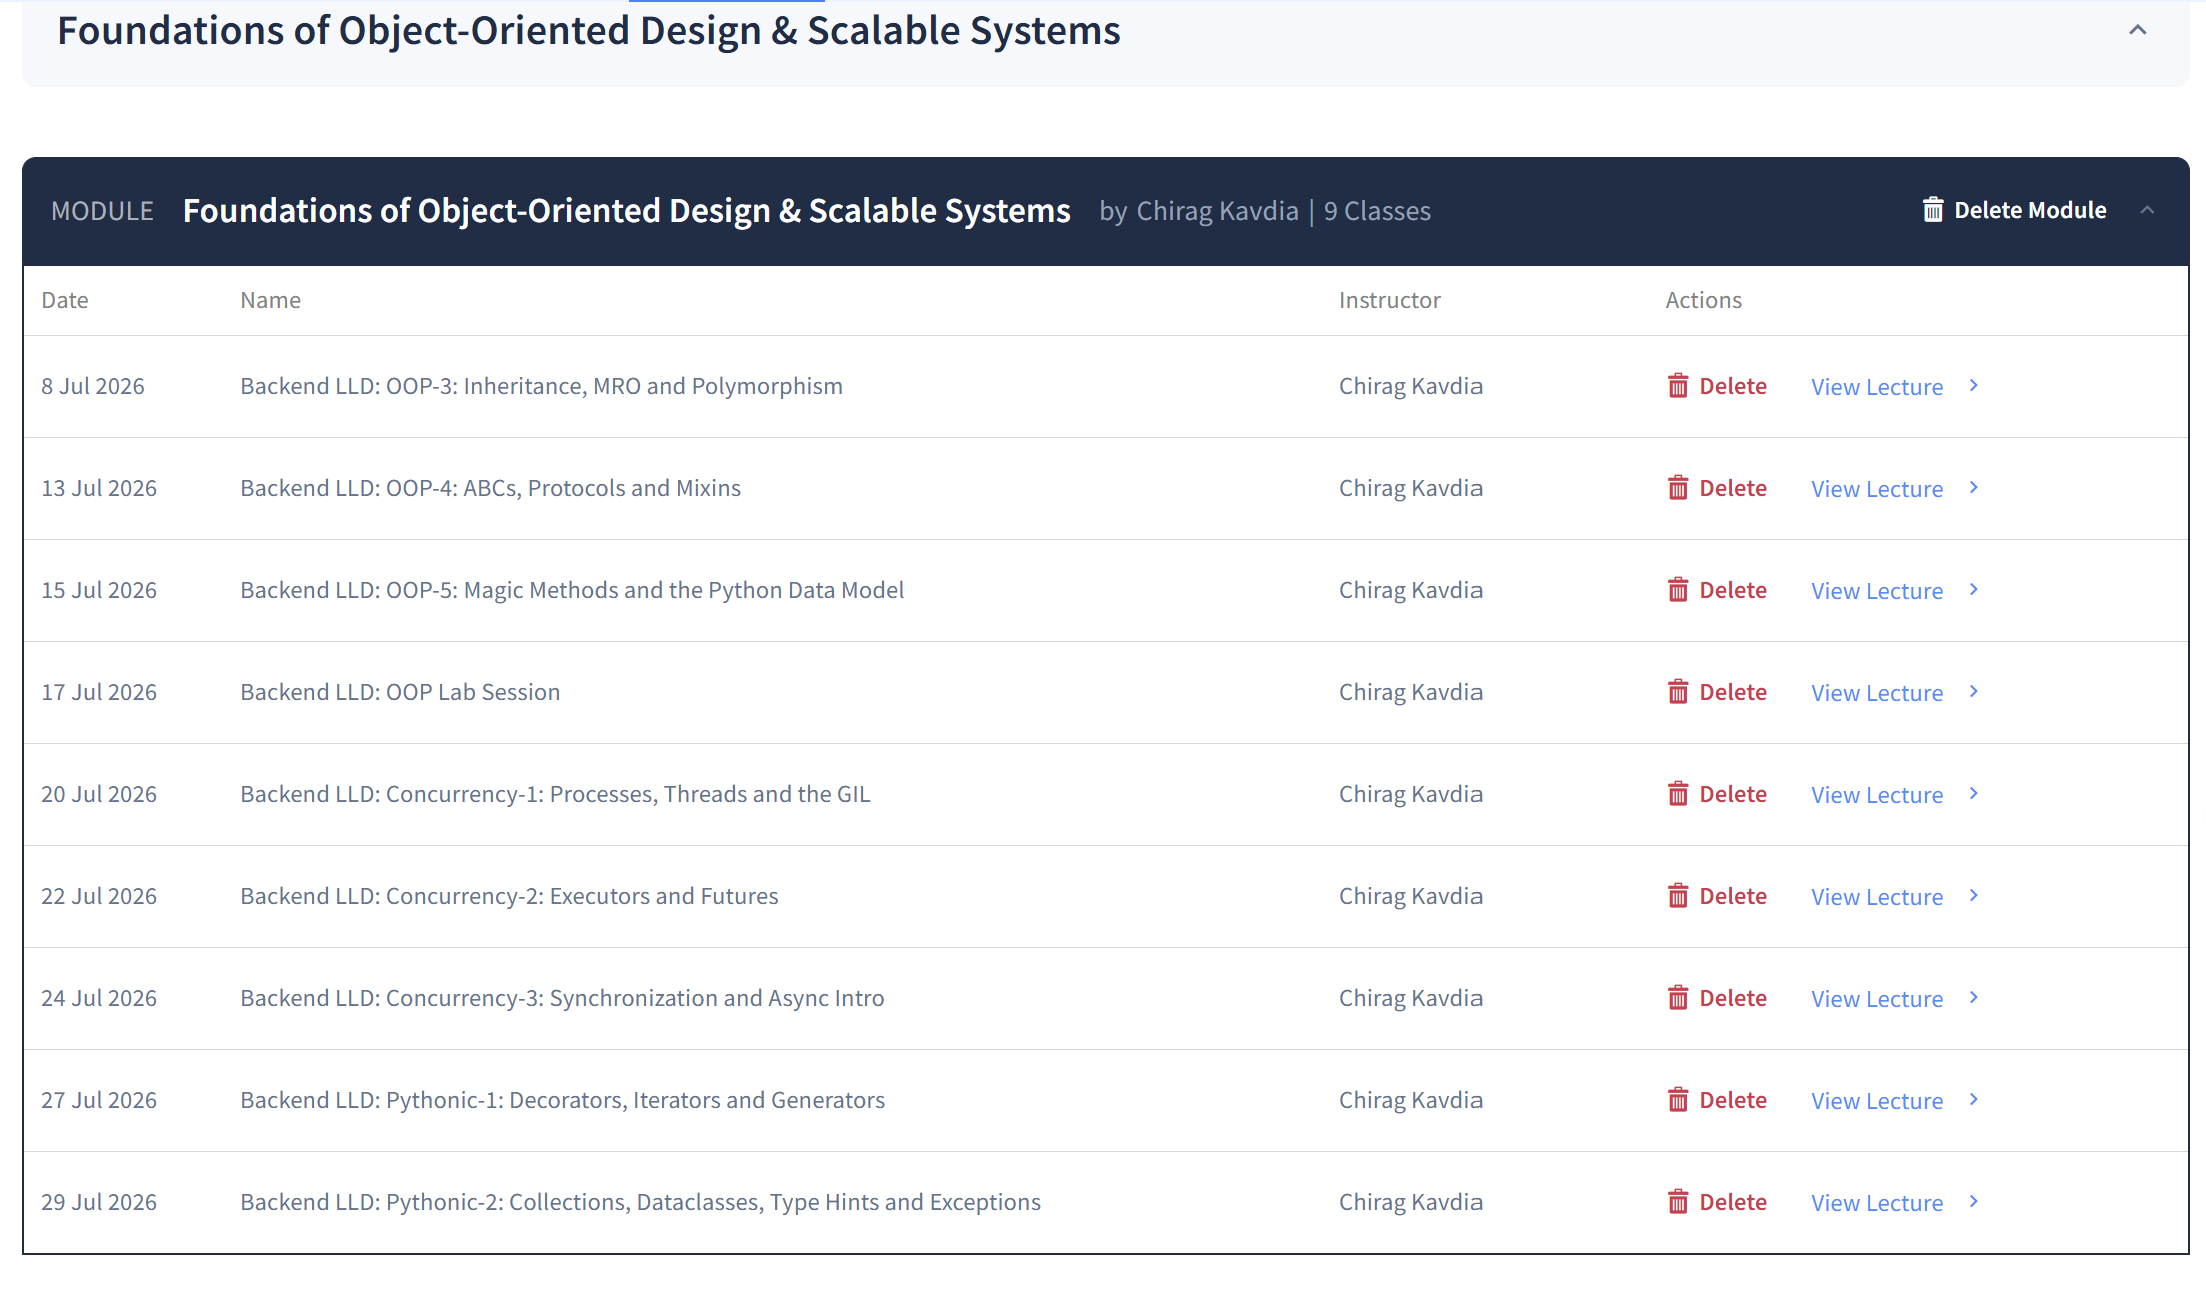 Foundations of Object-Oriented Design & Scalable Systems
MODULE Foundations of Object-Oriented Design & Scalable Systems by Chirag Kavdia | 9 Classes Delete Module
Date Name Instructor Actions
8 Jul 2026 Backend LLD: OOP-3: Inheritance, MRO and Polymorphism Chirag Kavdia Delete View Lecture
13 Jul 2026 Backend LLD: OOP-4: ABCs, Protocols and Mixins Chirag Kavdia Delete View Lecture
15 Jul 2026 Backend LLD: OOP-5: Magic Methods and the Python Data Model Chirag Kavdia Delete View Lecture
17 Jul 2026 Backend LLD: OOP Lab Session Chirag Kavdia Delete View Lecture
20 Jul 2026 Backend LLD: Concurrency-1: Processes, Threads and the GIL Chirag Kavdia Delete View Lecture
22 Jul 2026 Backend LLD: Concurrency-2: Executors and Futures Chirag Kavdia Delete View Lecture
24 Jul 2026 Backend LLD: Concurrency-3: Synchronization and Async Intro Chirag Kavdia Delete View Lecture
27 Jul 2026 Backend LLD: Pythonic-1: Decorators, Iterators and Generators Chirag Kavdia Delete View Lecture
29 Jul 2026 Backend LLD: Pythonic-2: Collections, Dataclasses, Type Hints and Exceptions Chirag Kavdia Delete View Lecture